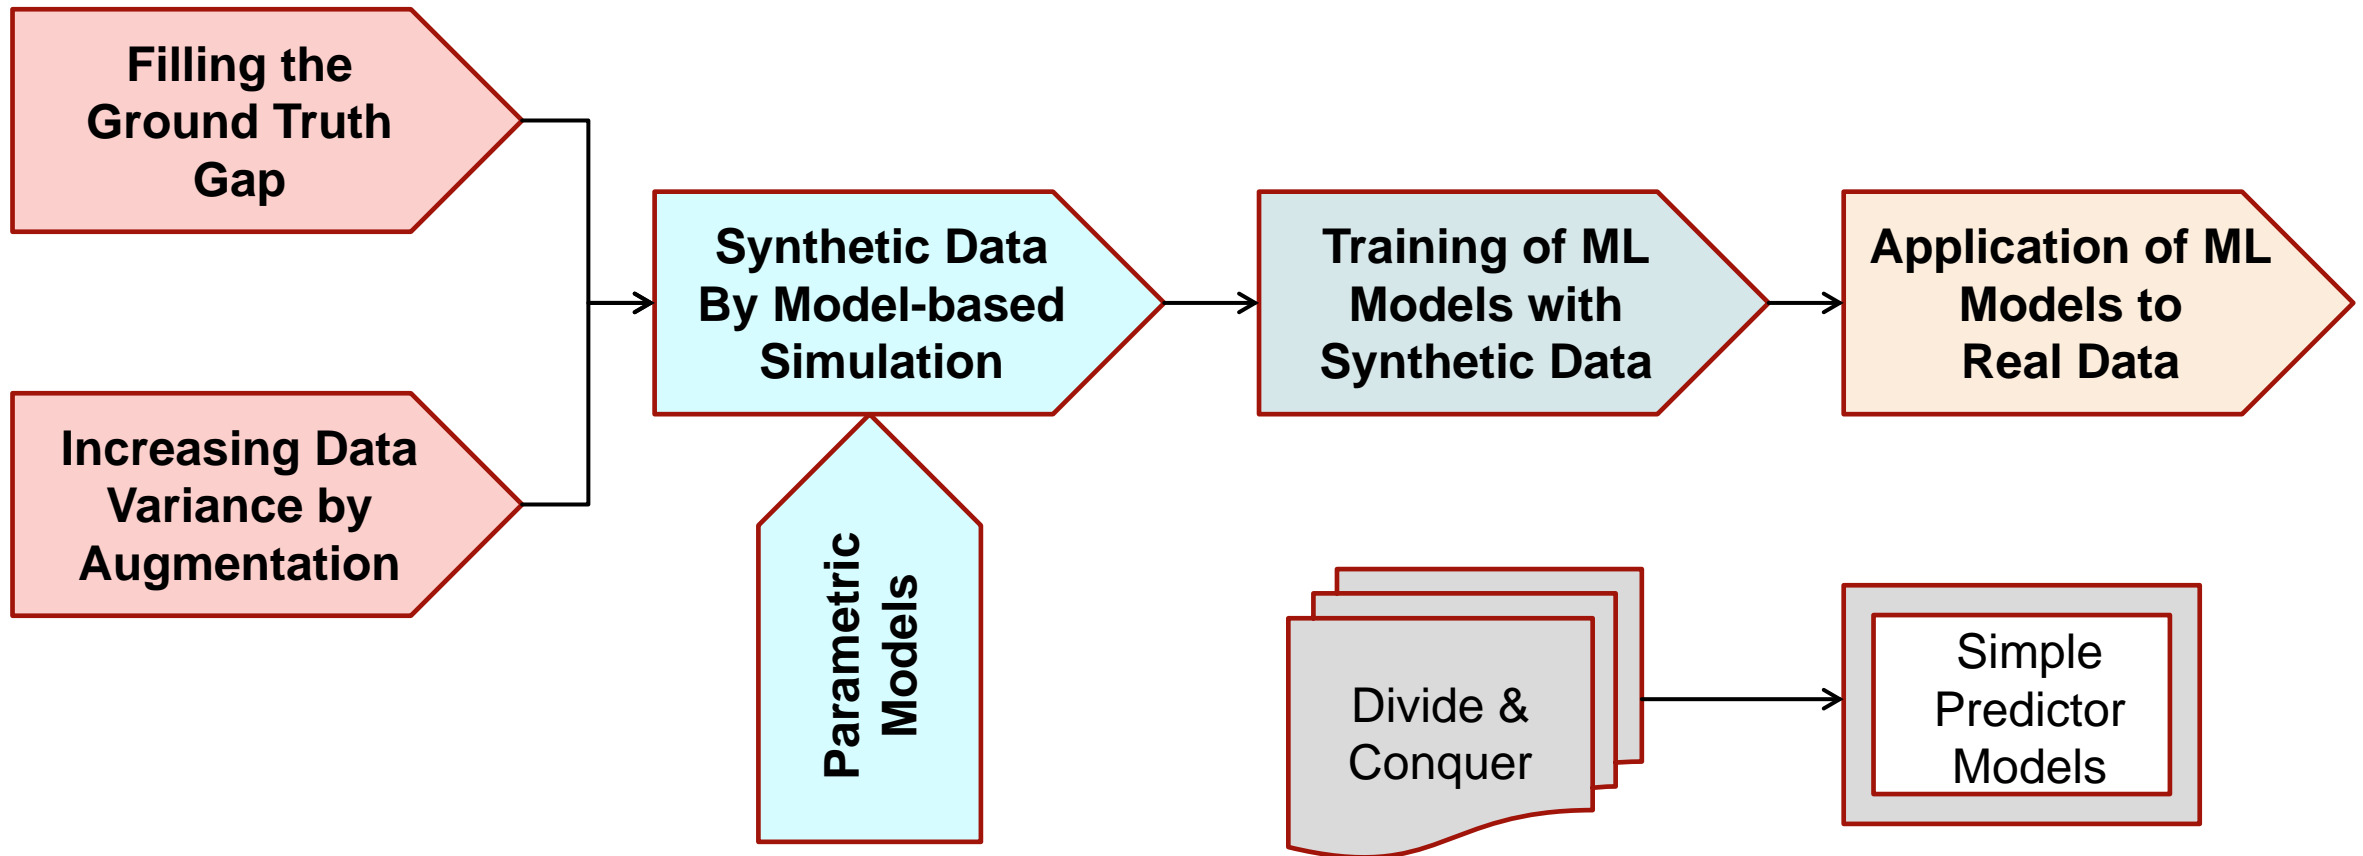 Filling the
Ground Truth
Gap
Increasing Data
Variance by
Augmentation
Synthetic Data
By Model-based
Simulation
Parametric
Models
Training of ML
Models with
Synthetic Data
Application of ML
Models to
Real Data
Divide &
Conquer
Simple
Predictor
Models